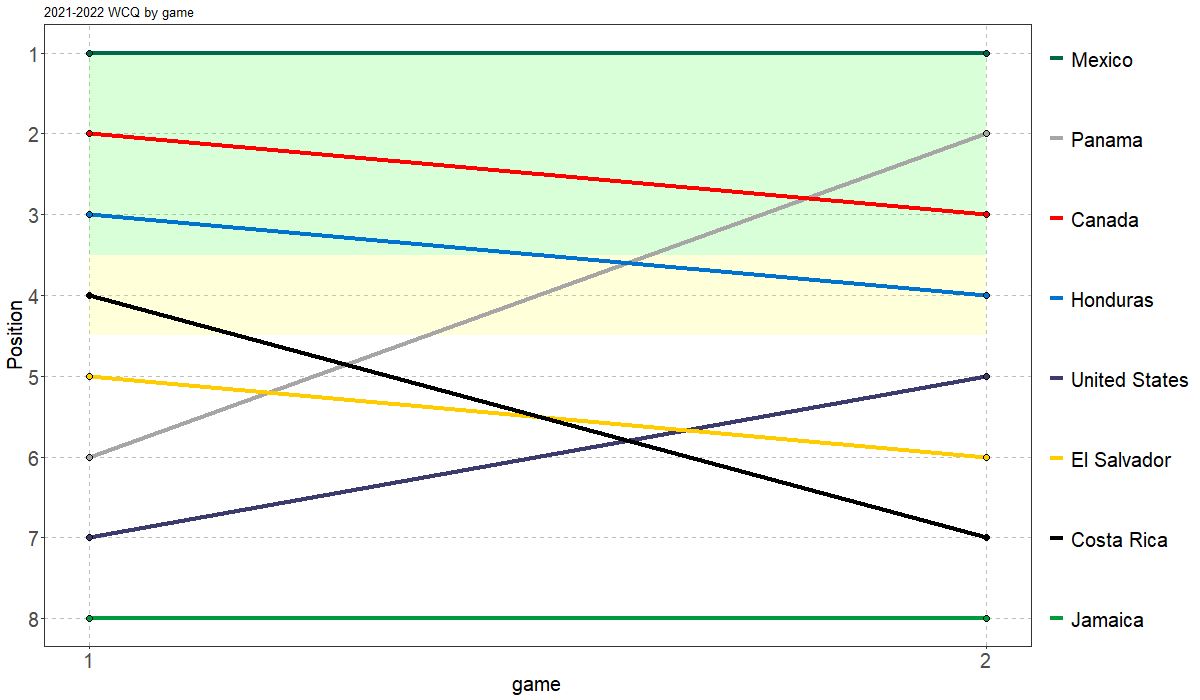 2021-2022 WCQ by game
Position
1
2
3
4
5
6
7
8
1 2
game
Mexico
Panama
Canada
Honduras
United States
El Salvador
Costa Rica
Jamaica